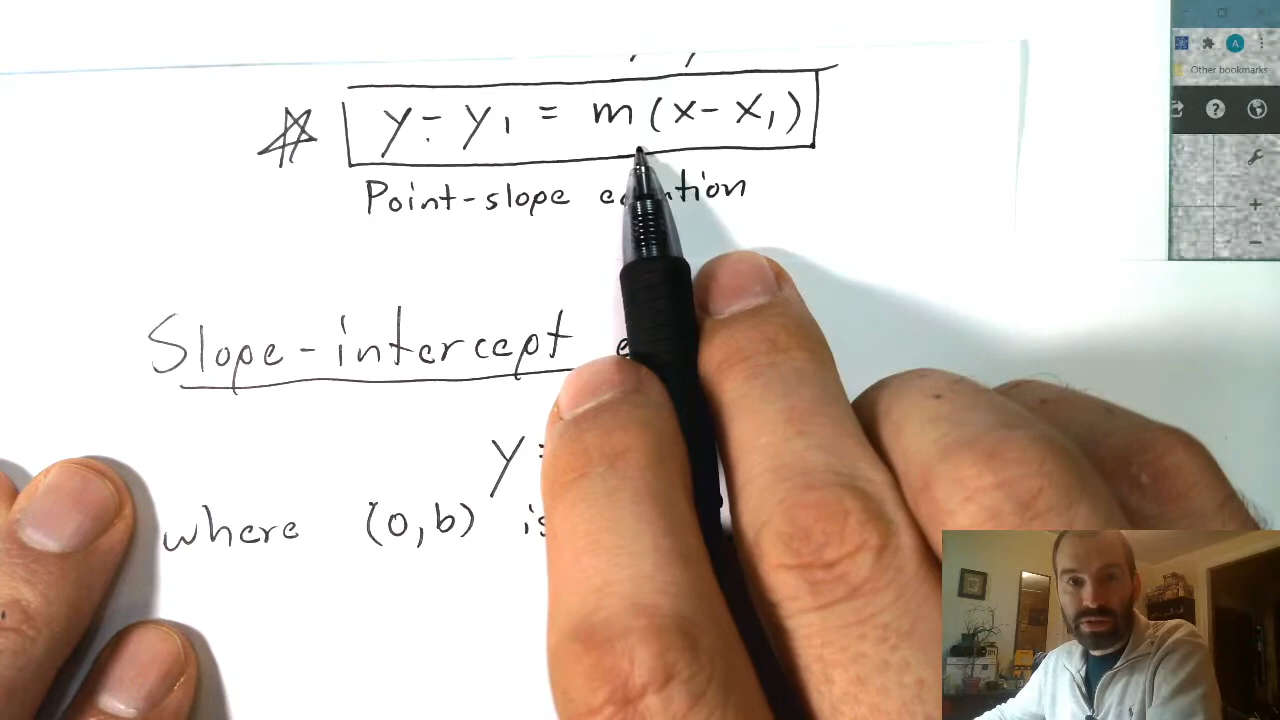 Other bookmarks
y - y₁ = m(x - x₁)
Point-slope
Slope-intercept
y
where (0,b)